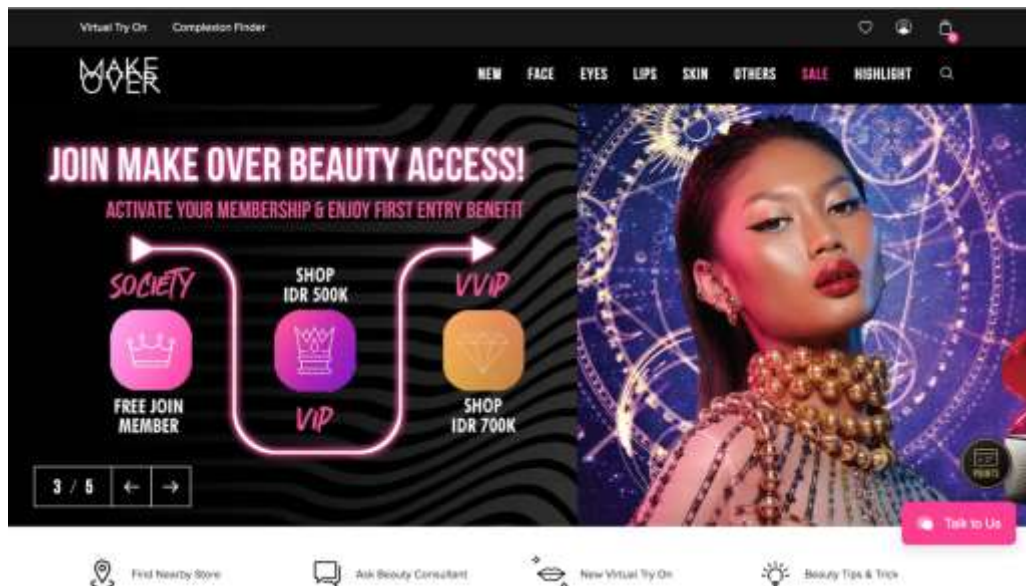 Virtual Try On Complexion Finder
MAKE
OVER
NEW FACE EYES LIPS SKIN OTHERS SALE HIGHLIGHT
JOIN MAKE OVER BEAUTY ACCESS!
ACTIVATE YOUR MEMBERSHIP & ENJOY FIRST ENTRY BENEFIT
SOCIETY
FREE JOIN
MEMBER
SHOP
IDR 500K
VIP
VVIP
SHOP
IDR 700K
3 / 5 ← →
POINTS
Talk to Us
Find Nearby Store
Ask Beauty Consultant
New Virtual Try On
Beauty Tips & Trick